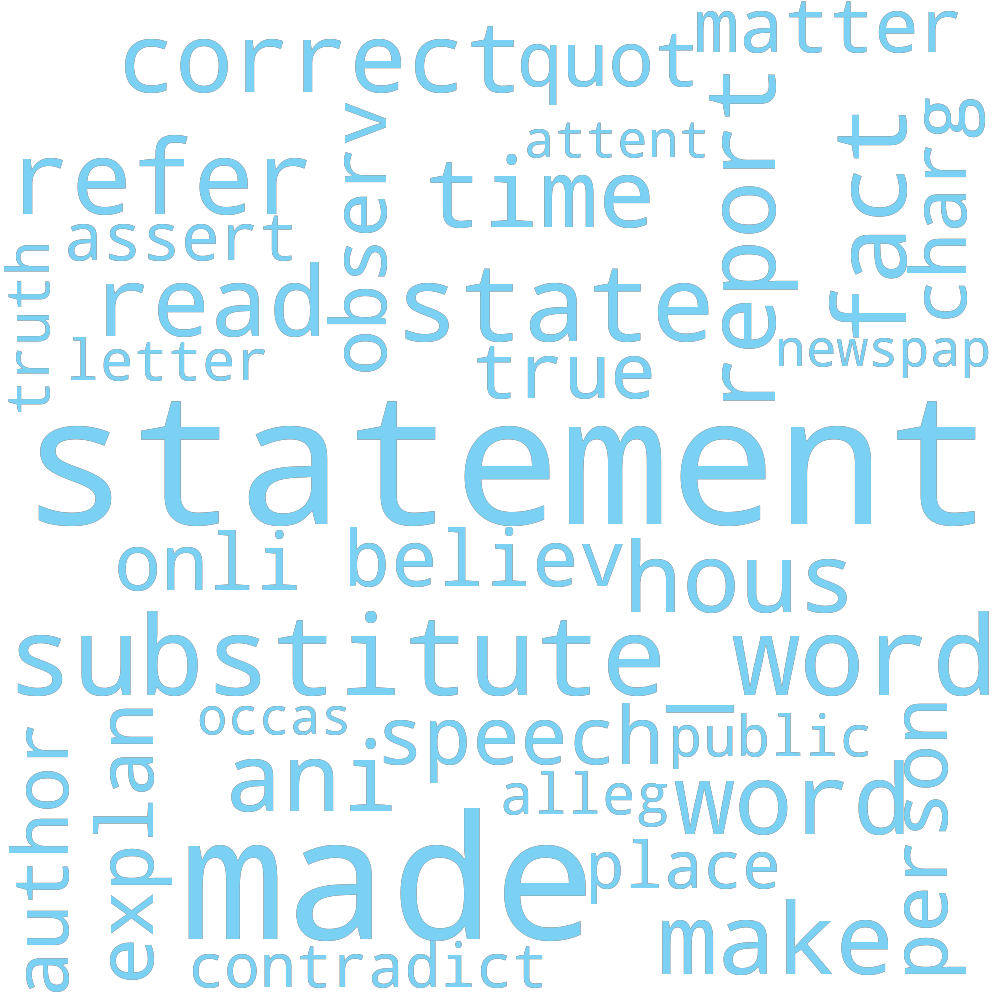 matter
correct
quot
report
charg
fact
observ
attent
refer
time
assert
truth
read
state
letter
true
newspap
statement
onli
believ
hous
substitute_word
occas
speech
public
person
author
explan
ani
alleg
word
made
place
make
contradict